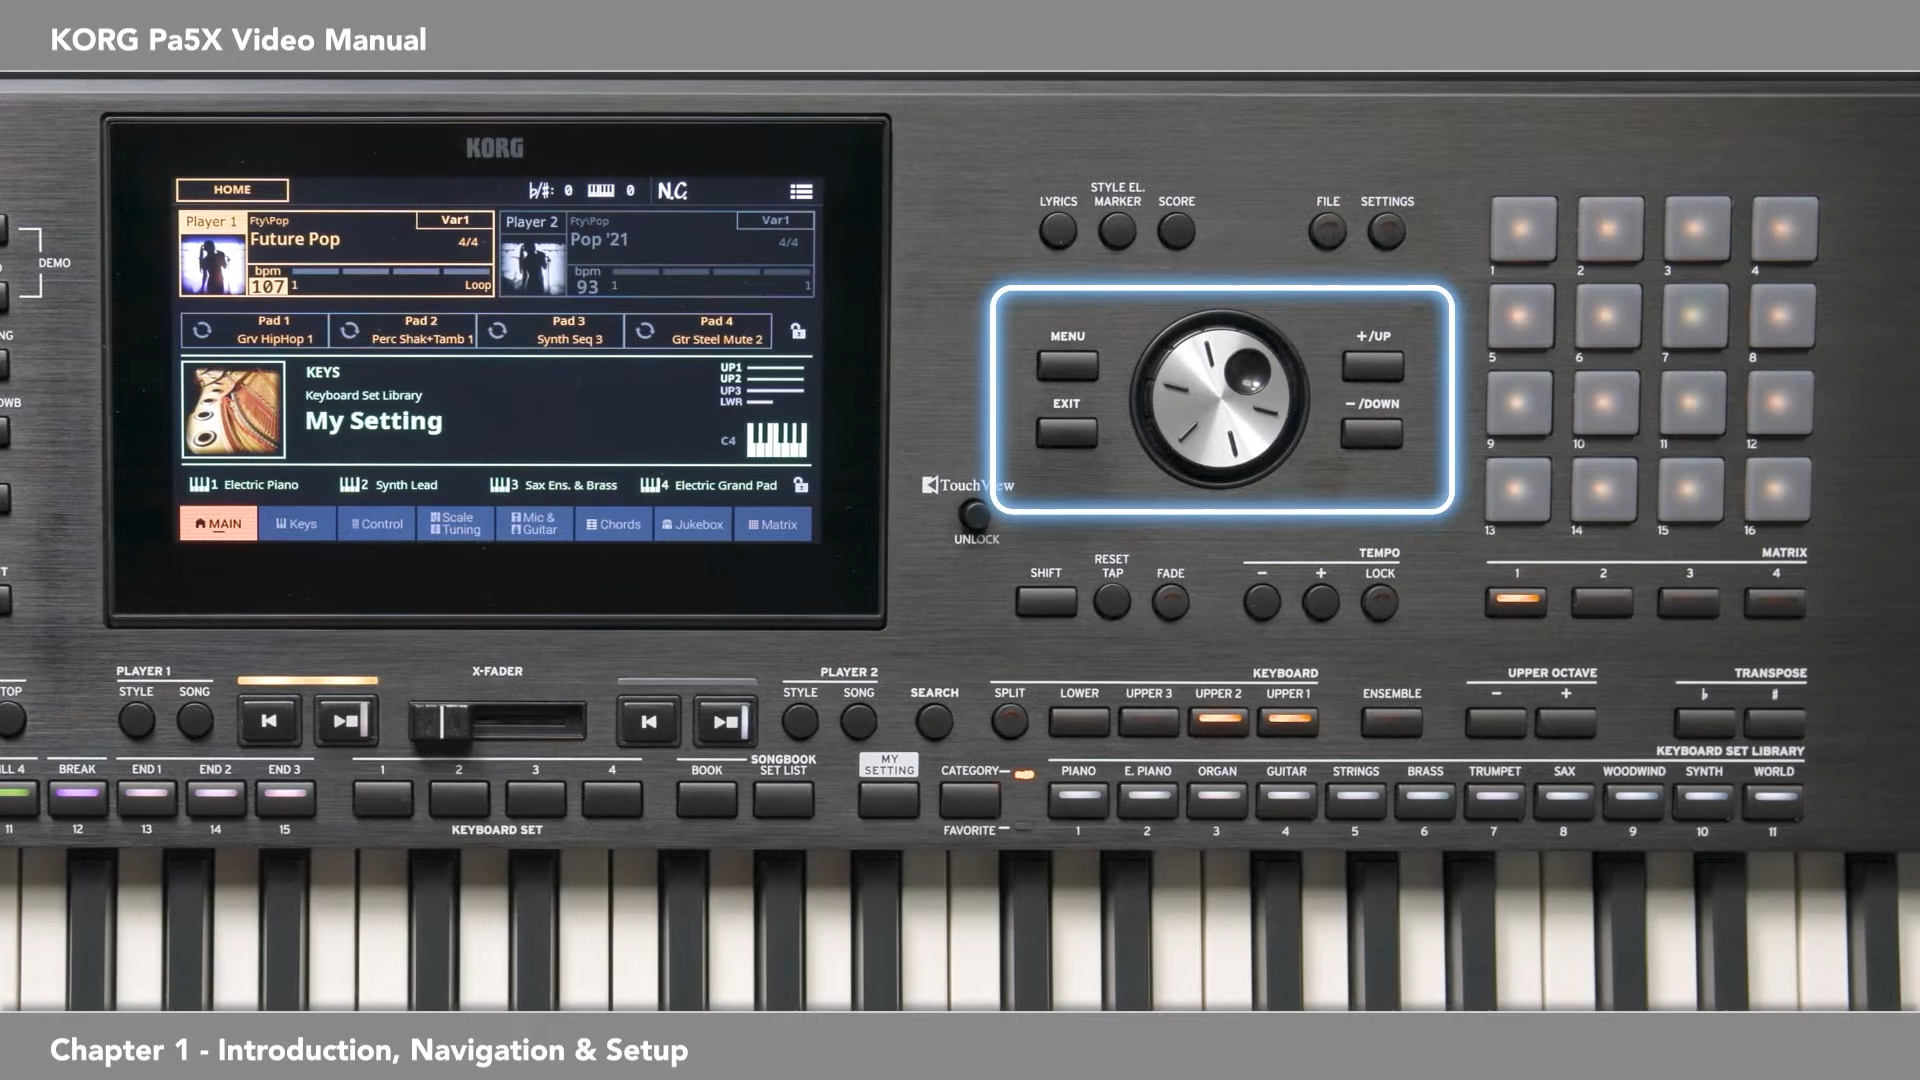 KORG Pa5X Video Manual
KORG
HOME
b/#: 0 0 N.C.
Player 1 Fty\Pop Var1
Future Pop 4/4
bpm
107 1 Loop
Player 2 Fty\Pop Var1
Pop '21 4/4
bpm
93 1 1
Pad 1
Grv HipHop 1
Pad 2
Perc Shak+Tamb 1
Pad 3
Synth Seq 3
Pad 4
Gtr Steel Mute 2
KEYS
Keyboard Set Library
My Setting
UP1
UP2
UP3
LWR
C4
1 Electric Piano
2 Synth Lead
3 Sax Ens. & Brass
4 Electric Grand Pad
MAIN
Keys
Control
Scale
Tuning
Mic &
Guitar
Chords
Jukebox
Matrix
DEMO
LYRICS
STYLE EL.
MARKER
SCORE
FILE
SETTINGS
MENU
EXIT
+/UP
-/DOWN
TouchView
UNLOCK
1 2 3 4
5 6 7 8
9 10 11 12
13 14 15 16
MATRIX
1 2 3 4
SHIFT
RESET
TAP
FADE
TEMPO
- + LOCK
PLAYER 1
STYLE SONG
X-FADER
PLAYER 2
STYLE SONG
SEARCH
KEYBOARD
SPLIT LOWER UPPER 3 UPPER 2 UPPER 1
ENSEMBLE
UPPER OCTAVE
- +
TRANSPOSE
♭ #
BREAK END 1 END 2 END 3
11 12 13 14 15
1 2 3 4
KEYBOARD SET
BOOK
SONGBOOK
SET LIST
MY
SETTING
CATEGORY
FAVORITE
KEYBOARD SET LIBRARY
PIANO E. PIANO ORGAN GUITAR STRINGS BRASS TRUMPET SAX WOODWIND SYNTH WORLD
1 2 3 4 5 6 7 8 9 10 11
Chapter 1 - Introduction, Navigation & Setup